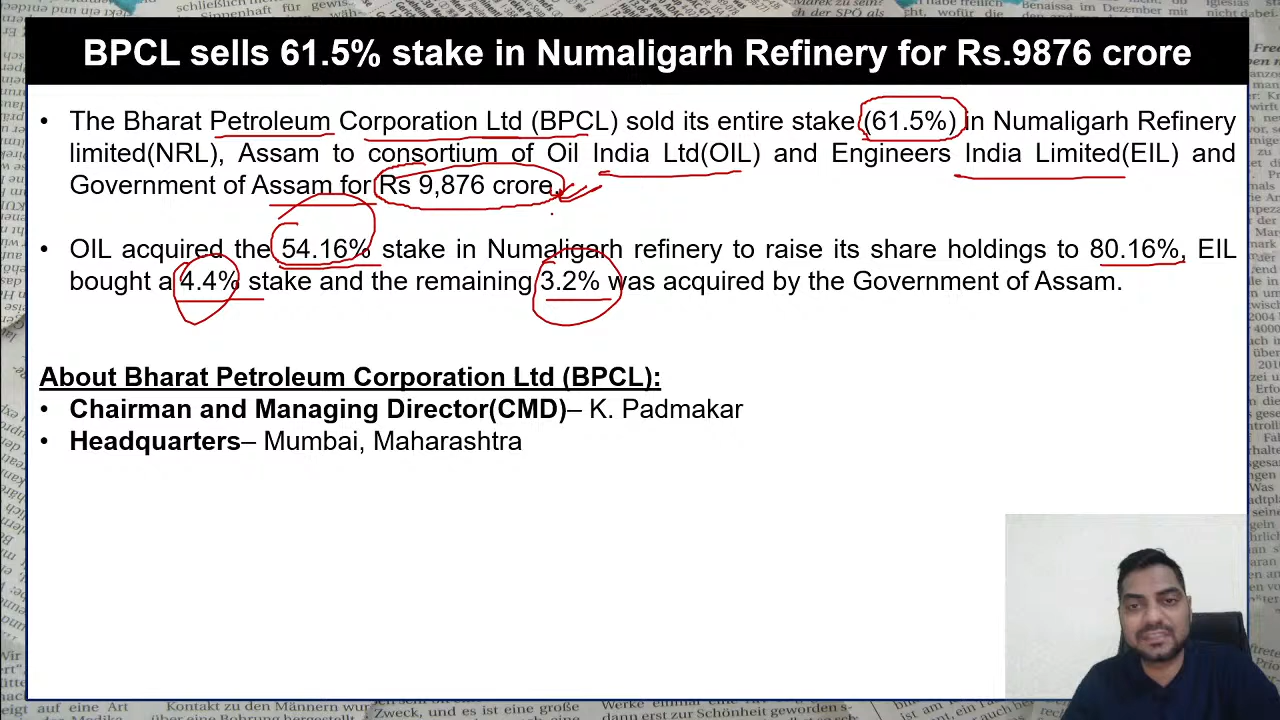 BPCL sells 61.5% stake in Numaligarh Refinery for Rs.9876 crore
• The Bharat Petroleum Corporation Ltd (BPCL) sold its entire stake (61.5%) in Numaligarh Refinery
limited(NRL), Assam to consortium of Oil India Ltd(OIL) and Engineers India Limited(EIL) and
Government of Assam for Rs 9,876 crore.
• OIL acquired the 54.16% stake in Numaligarh refinery to raise its share holdings to 80.16%, EIL
bought a 4.4% stake and the remaining 3.2% was acquired by the Government of Assam.
About Bharat Petroleum Corporation Ltd (BPCL):
• Chairman and Managing Director(CMD)– K. Padmakar
• Headquarters– Mumbai, Maharashtra